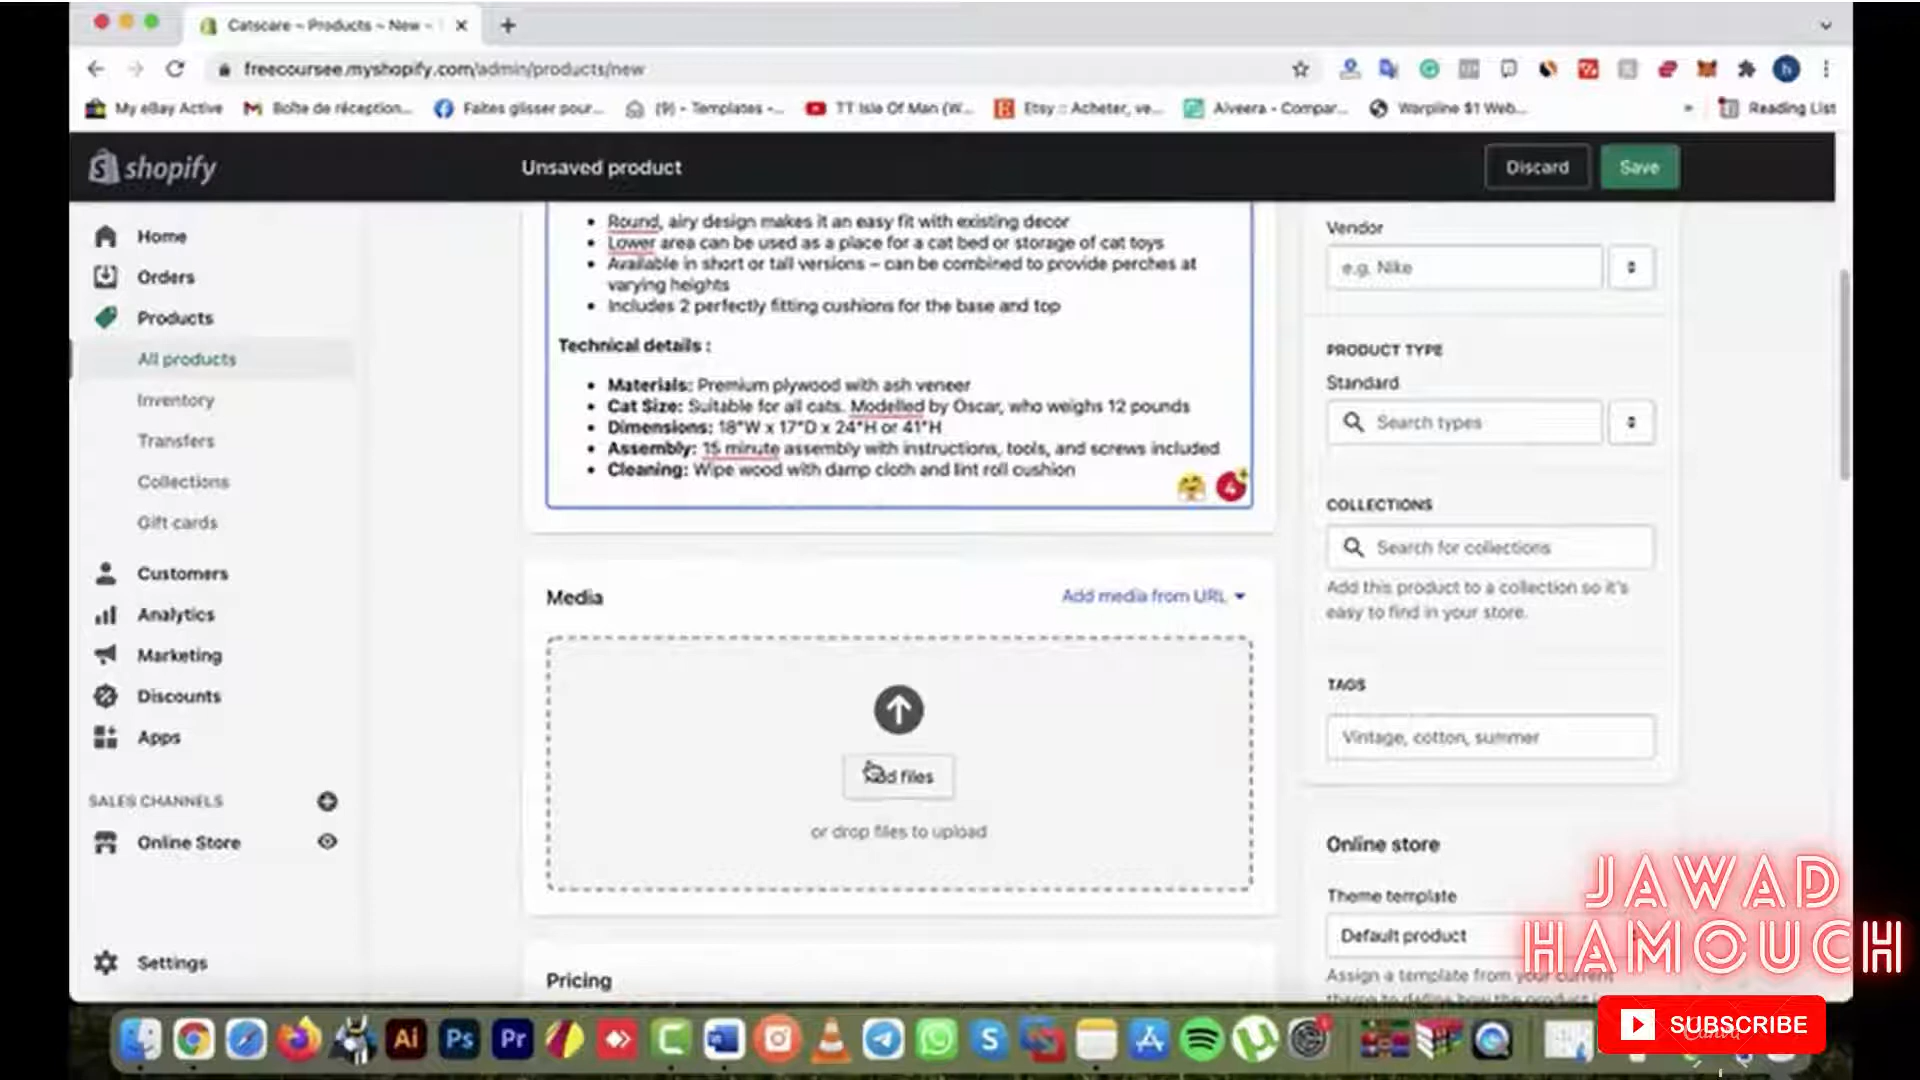 Catscare ~ Products ~ New ~
freecoursee.myshopify.com/admin/products/new
My eBay Active
Boîte de réception...
Faites glisser pour...
(9) - Templates -...
TT Isle Of Man (W...
Etsy :: Acheter, ve...
Alveera - Compar...
Warpline $1 Web...
»
Reading List
shopify
Unsaved product
Discard
Save
Home
Orders
Products
All products
Inventory
Transfers
Collections
Gift cards
Customers
Analytics
Marketing
Discounts
Apps
SALES CHANNELS
Online Store
Settings
• Round, airy design makes it an easy fit with existing decor
• Lower area can be used as a place for a cat bed or storage of cat toys
• Available in short or tall versions – can be combined to provide perches at
varying heights
• Includes 2 perfectly fitting cushions for the base and top
Technical details :
• Materials: Premium plywood with ash veneer
• Cat Size: Suitable for all cats. Modelled by Oscar, who weighs 12 pounds
• Dimensions: 18"W x 17"D x 24"H or 41"H
• Assembly: 15 minute assembly with instructions, tools, and screws included
• Cleaning: Wipe wood with damp cloth and lint roll cushion
4
Media
Add media from URL
files
or drop files to upload
Pricing
Vendor
e.g. Nike
PRODUCT TYPE
Standard
Search types
COLLECTIONS
Search for collections
Add this product to a collection so it's
easy to find in your store.
TAGS
Vintage, cotton, summer
Online store
Theme template
Default product
Assign a template from your current
theme to define how the product
JAWAD
HAMOUCH
SUBSCRIBE
Canva
h
Ai
Ps
Pr